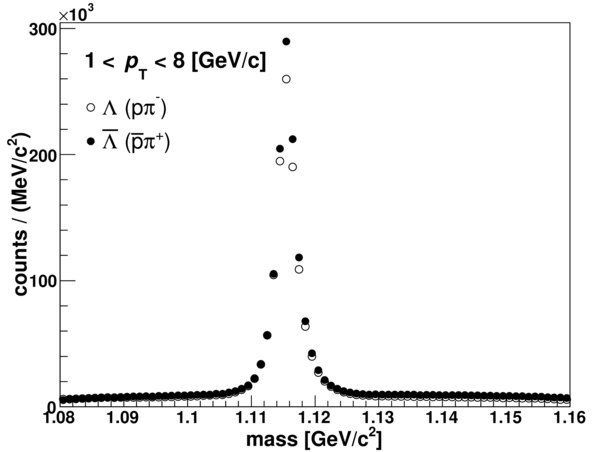 ×10³
300
200
100
0
counts / (MeV/c²)
1 < p_T < 8 [GeV/c]
○ Λ (pπ⁻)
● Λ̅ (p̅π⁺)
1.08 1.09 1.1 1.11 1.12 1.13 1.14 1.15 1.16
mass [GeV/c²]